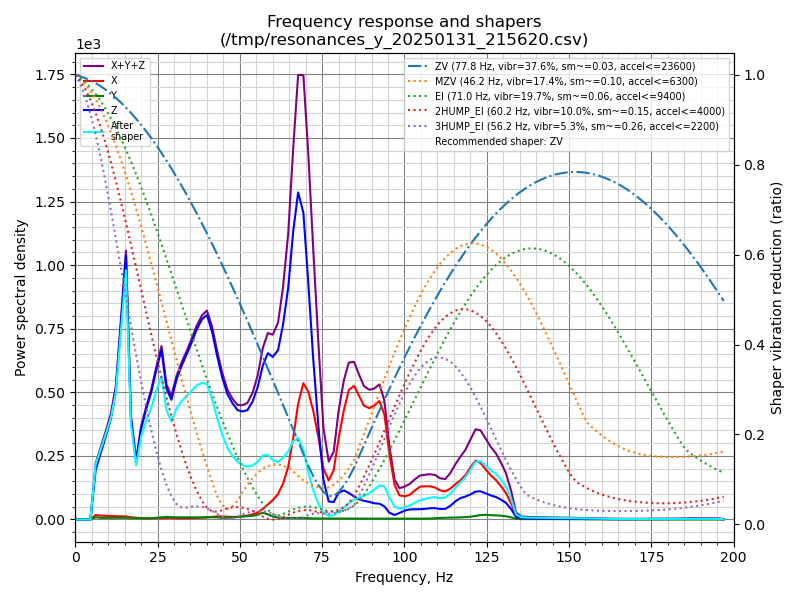 Frequency response and shapers
(/tmp/resonances_y_20250131_215620.csv)
1e3
X+Y+Z
X
Y
Z
After
shaper
ZV (77.8 Hz, vibr=37.6%, sm~=0.03, accel<=23600)
MZV (46.2 Hz, vibr=17.4%, sm~=0.10, accel<=6300)
EI (71.0 Hz, vibr=19.7%, sm~=0.06, accel<=9400)
2HUMP_EI (60.2 Hz, vibr=10.0%, sm~=0.15, accel<=4000)
3HUMP_EI (56.2 Hz, vibr=5.3%, sm~=0.26, accel<=2200)
Recommended shaper: ZV
Power spectral density
1.75
1.50
1.25
1.00
0.75
0.50
0.25
0.00
1.0
0.8
0.6
0.4
0.2
0.0
Shaper vibration reduction (ratio)
0 25 50 75 100 125 150 175 200
Frequency, Hz